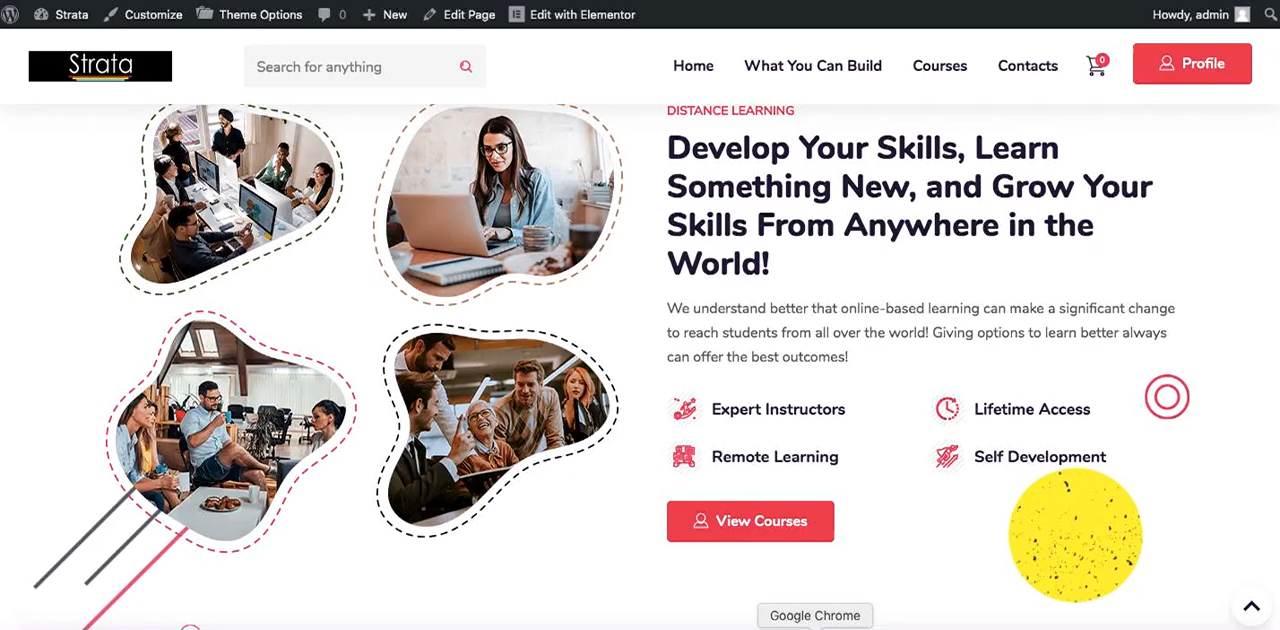 Strata
Customize
Theme Options
0
New
Edit Page
Edit with Elementor
Howdy, admin
Strata
Search for anything
Home
What You Can Build
Courses
Contacts
0
Profile
DISTANCE LEARNING
Develop Your Skills, Learn
Something New, and Grow Your
Skills From Anywhere in the
World!
We understand better that online-based learning can make a significant change
to reach students from all over the world! Giving options to learn better always
can offer the best outcomes!
Expert Instructors
Lifetime Access
Remote Learning
Self Development
View Courses
Google Chrome